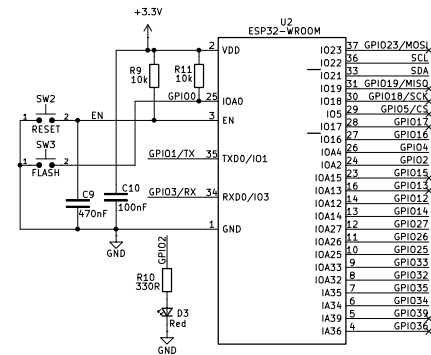 +3.3V
U2
ESP32-WROOM
2 VDD
IO23 37 GPIO23/MOSI
IO22 36 SCL
IO21 33 SDA
R9
10k
R11
10k
IO19 31 GPIO19/MISO
GPIO0 25 IOA0
IO18 30 GPIO18/SCK
SW2
EN 3 EN
IO5 29 GPIO5/CS
1 2
RESET
IO17 28 GPIO17
IO16 27 GPIO16
SW3
IOA4 26 GPIO4
1 2
FLASH
GPIO1/TX 35 TXD0/IO1
IOA2 24 GPIO2
IOA15 23 GPIO15
IOA13 16 GPIO13
C9
470nF
C10
100nF
GPIO3/RX 34 RXD0/IO3
IOA12 14 GPIO12
IOA14 13 GPIO14
1 GND
IOA27 12 GPIO27
IOA26 11 GPIO26
GND
GPIO2
IOA25 10 GPIO25
IOA33 9 GPIO33
R10
330R
IOA32 8 GPIO32
IA35 7 GPIO35
IA34 6 GPIO34
D3
Red
IA39 5 GPIO39
IA36 4 GPIO36
GND